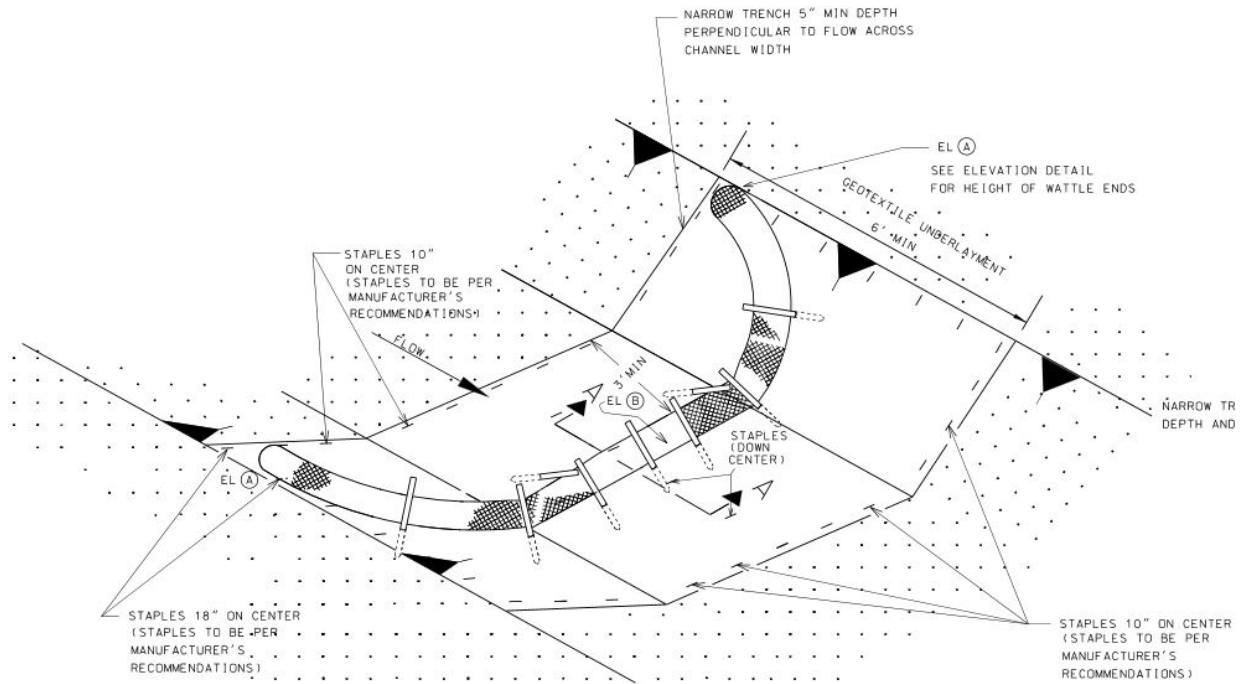 NARROW TRENCH 5" MIN DEPTH
PERPENDICULAR TO FLOW ACROSS
CHANNEL WIDTH
EL A
SEE ELEVATION DETAIL
FOR HEIGHT OF WATTLE ENDS
GEOTEXTILE UNDERLAYMENT
6' MIN
STAPLES 10"
ON CENTER
(STAPLES TO BE PER
MANUFACTURER'S
RECOMMENDATIONS)
FLOW
3' MIN
A
EL B
STAPLES
(DOWN
CENTER)
A
NARROW TR
DEPTH AND
EL A
STAPLES 18" ON CENTER
(STAPLES TO BE PER
MANUFACTURER'S
RECOMMENDATIONS)
STAPLES 10" ON CENTER
(STAPLES TO BE PER
MANUFACTURER'S
RECOMMENDATIONS)